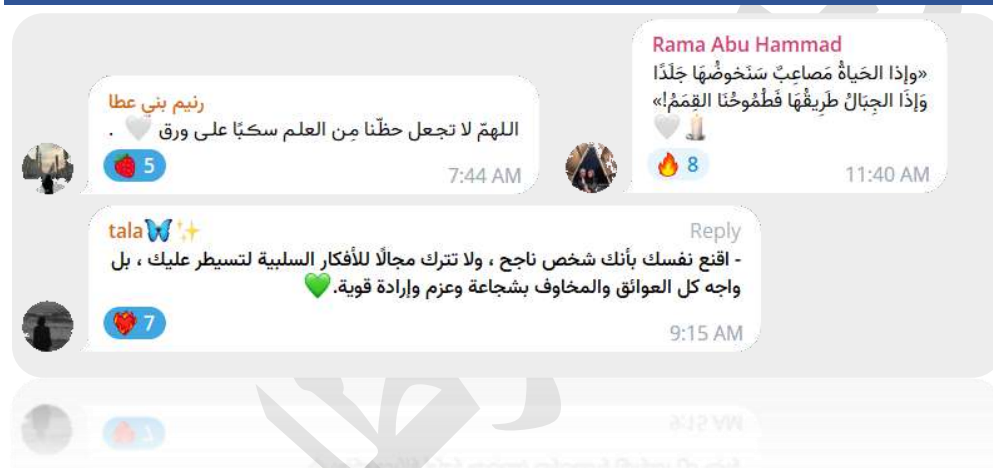 Rama Abu Hammad
«وإذا الحَياةُ مَصاعِبٌ سَنَخوضُهَا جَلَدًا
وَإذَا الجِبَالُ طَرِيقُهَا فَطُمُوحُنَا القِمَمُ!»
🤍🕯️
🔥 8
11:40 AM
رنيم بني عطا
اللهمّ لا تجعل حظّنا مِن العلم سكبًا على ورق 🤍 .
🍓 5
7:44 AM
tala🦋✨
Reply
- اقنع نفسك بأنك شخص ناجح ، ولا تترك مجالًا للأفكار السلبية لتسيطر عليك ، بل
واجه كل العوائق والمخاوف بشجاعة وعزم وإرادة قوية.💚
❤️‍🔥 7
9:15 AM